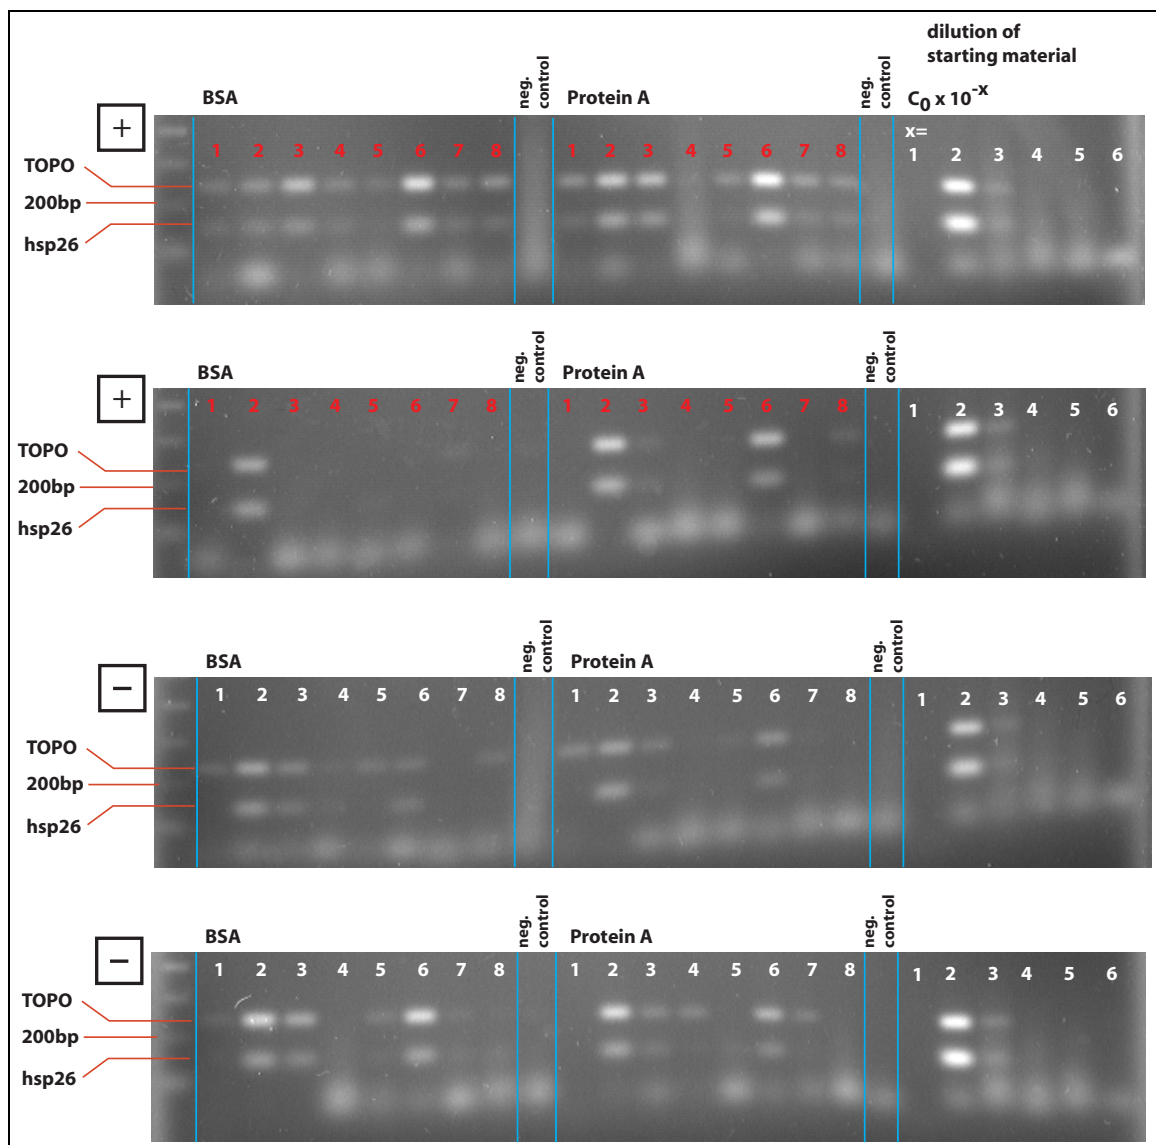 dilution of
starting material
BSA
neg. control
Protein A
neg. control
C0 x 10-x
+
x=
1 2 3 4 5 6 7 8
1 2 3 4 5 6 7 8
1 2 3 4 5 6
TOPO
200bp
hsp26
BSA
neg. control
Protein A
neg. control
+
1 2 3 4 5 6 7 8
1 2 3 4 5 6 7 8
1 2 3 4 5 6
TOPO
200bp
hsp26
BSA
neg. control
Protein A
neg. control
−
1 2 3 4 5 6 7 8
1 2 3 4 5 6 7 8
1 2 3 4 5 6
TOPO
200bp
hsp26
BSA
neg. control
Protein A
neg. control
−
1 2 3 4 5 6 7 8
1 2 3 4 5 6 7 8
1 2 3 4 5 6
TOPO
200bp
hsp26